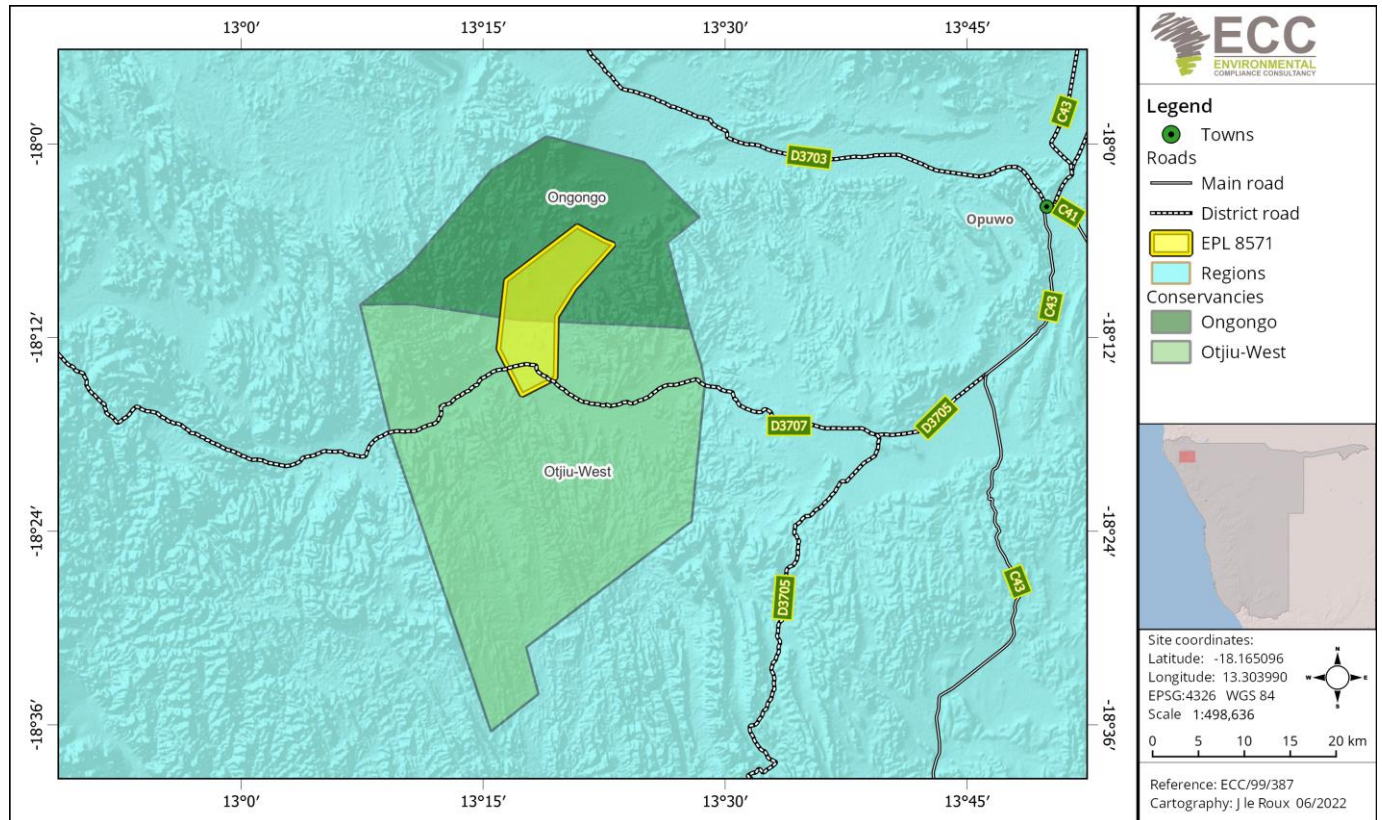 13°0′ 13°15′ 13°30′ 13°45′
-18°0′ -18°0′
-18°12′ -18°12′
-18°24′ -18°24′
-18°36′ -18°36′
C43
D3703
Ongongo
Opuwo
C41
C43
D3707
D3705
Otjiu-West
D3705
C43
13°0′ 13°15′ 13°30′ 13°45′
ECC
ENVIRONMENTAL
COMPLIANCE CONSULTANCY
Legend
Towns
Roads
Main road
District road
EPL 8571
Regions
Conservancies
Ongongo
Otjiu-West
Site coordinates:
Latitude: -18.165096
Longitude: 13.303990
EPSG:4326 WGS 84
Scale 1:498,636
N
W E
S
0 5 10 15 20 km
Reference: ECC/99/387
Cartography: J le Roux 06/2022